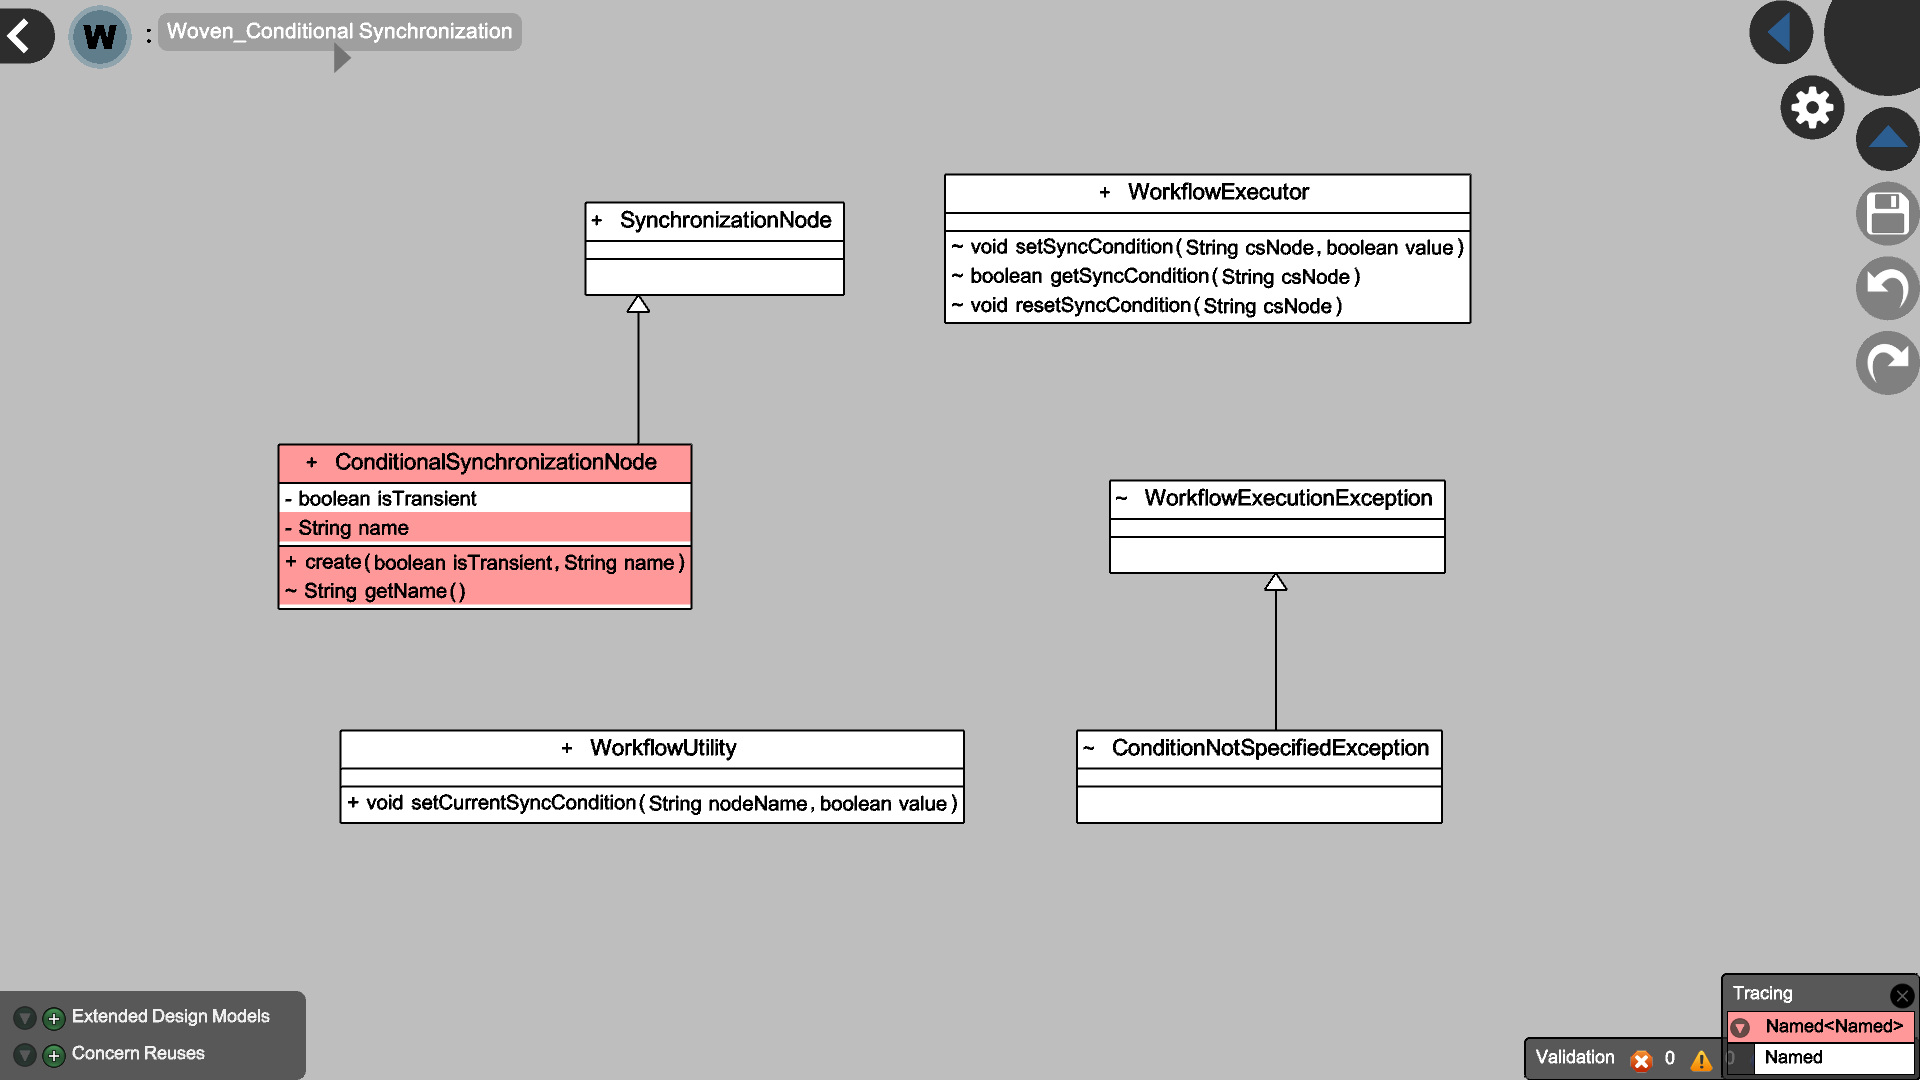 W : Woven_Conditional Synchronization
+ SynchronizationNode
+ WorkflowExecutor
~ void setSyncCondition(String csNode, boolean value)
~ boolean getSyncCondition(String csNode)
~ void resetSyncCondition(String csNode)
+ ConditionalSynchronizationNode
- boolean isTransient
- String name
+ create(boolean isTransient, String name)
~ String getName()
~ WorkflowExecutionException
+ WorkflowUtility
+ void setCurrentSyncCondition(String nodeName, boolean value)
~ ConditionNotSpecifiedException
Extended Design Models
Concern Reuses
Validation 0 0
Tracing
Named<Named>
Named